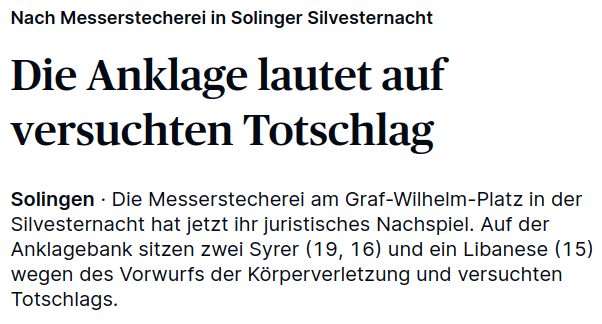 Nach Messerstecherei in Solinger Silvesternacht
Die Anklage lautet auf
versuchten Totschlag
Solingen · Die Messerstecherei am Graf-Wilhelm-Platz in der
Silvesternacht hat jetzt ihr juristisches Nachspiel. Auf der
Anklagebank sitzen zwei Syrer (19, 16) und ein Libanese (15)
wegen des Vorwurfs der Körperverletzung und versuchten
Totschlags.